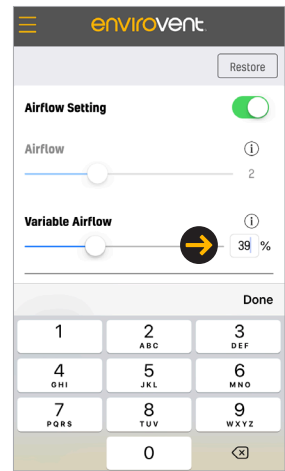 envirovent.
Restore
Airflow Setting
Airflow i
2
Variable Airflow i
39 %
Done
1 2 3
ABC DEF
4 5 6
GHI JKL MNO
7 8 9
PQRS TUV WXYZ
0